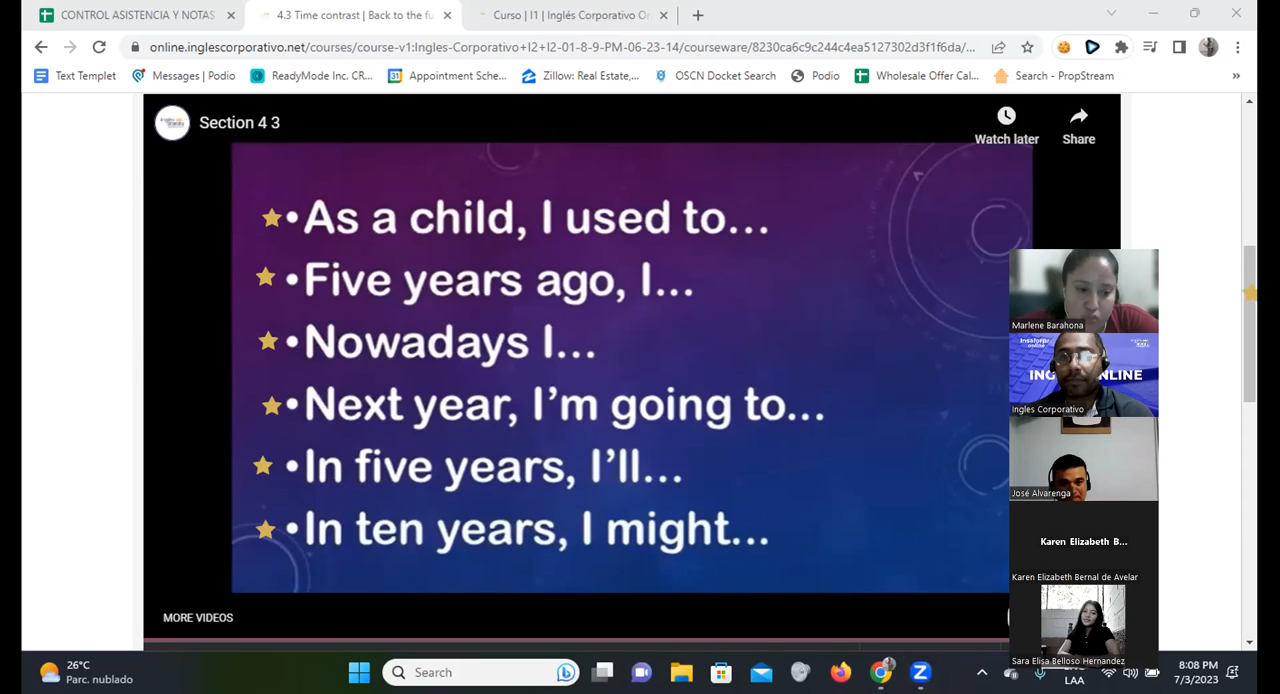 CONTROL ASISTENCIA Y NOTAS
4.3 Time contrast | Back to the fu
Curso | I1 | Inglés Corporativo On
online.inglescorporativo.net/courses/course-v1:Ingles-Corporativo+I2+I2-01-8-9-PM-06-23-14/courseware/8230ca6c9c244c4ea5127302d3f1f6da/...
Text Templet
Messages | Podio
ReadyMode Inc. CR...
Appointment Sche...
Zillow: Real Estate,...
OSCN Docket Search
Podio
Wholesale Offer Cal...
Search - PropStream
»
Section 4 3
Watch later
Share
•As a child, I used to...
•Five years ago, I...
•Nowadays I...
•Next year, I'm going to...
•In five years, I'll...
•In ten years, I might...
MORE VIDEOS
Marlene Barahona
Ingles Corporativo
José Alvarenga
Karen Elizabeth B...
Karen Elizabeth Bernal de Avelar
Sara Elisa Belloso Hernandez
26°C
Parc. nublado
Search
LAA
8:08 PM
7/3/2023